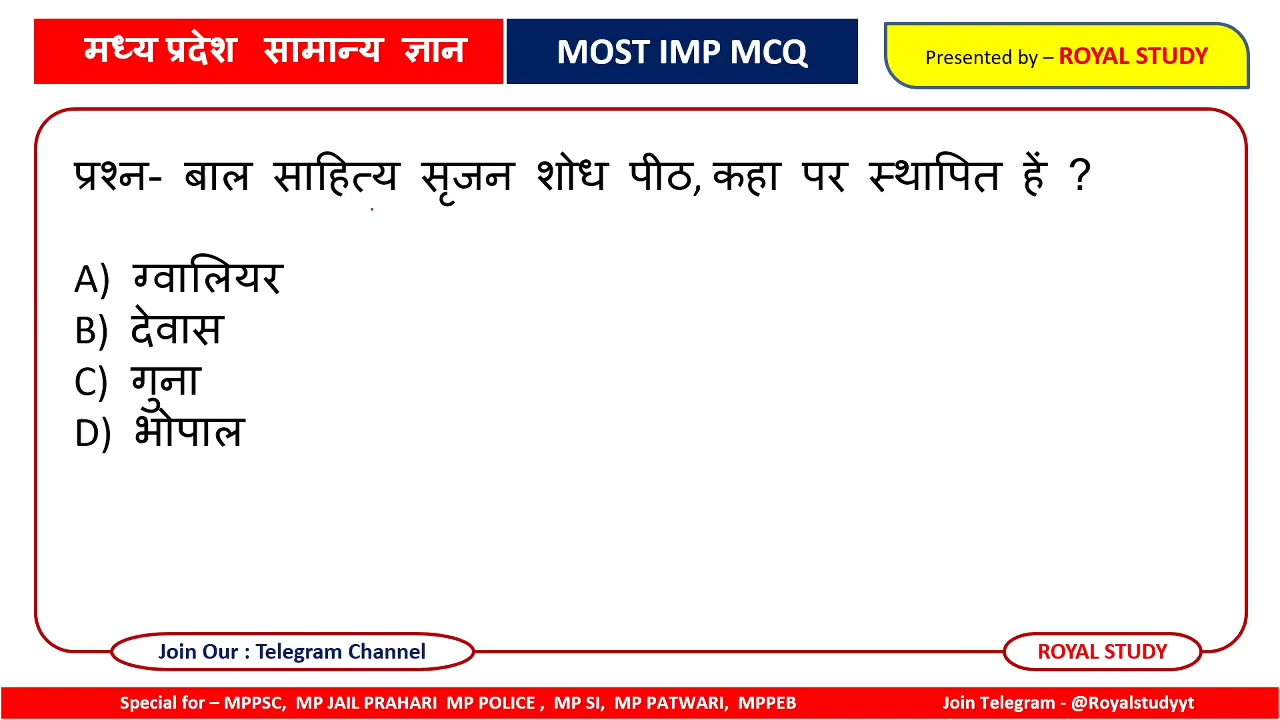 मध्य प्रदेश सामान्य ज्ञान
MOST IMP MCQ
Presented by – ROYAL STUDY
प्रश्न- बाल साहित्य सृजन शोध पीठ, कहा पर स्थापित हें ?
A) ग्वालियर
B) देवास
C) गुना
D) भोपाल
Join Our : Telegram Channel
ROYAL STUDY
Special for – MPPSC, MP JAIL PRAHARI MP POLICE , MP SI, MP PATWARI, MPPEB
Join Telegram - @Royalstudyyt